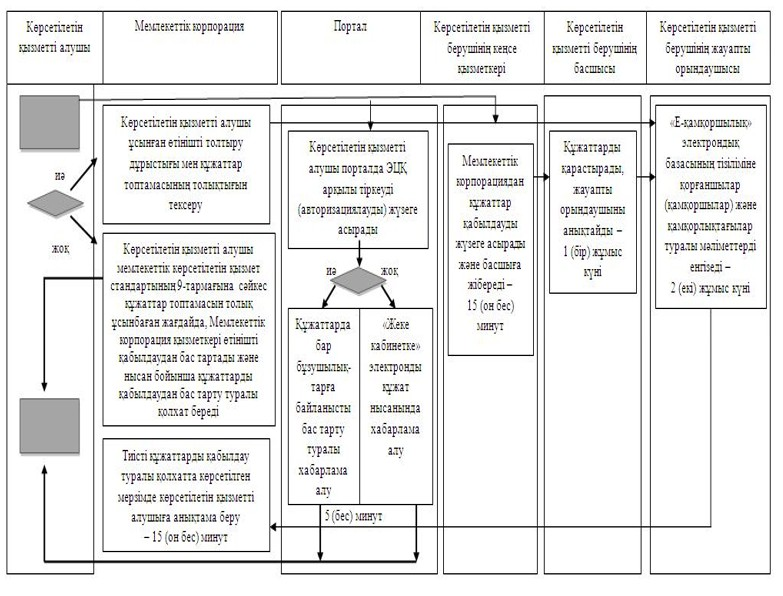 Көрсетілетін
қызметті алушы
Мемлекеттік корпорация
Портал
Көрсетілетін қызметті
берушінің кеңсе
қызметкері
Көрсетілетін
қызметті берушінің
басшысы
Көрсетілетін қызметті
берушінің жауапты
орындаушысы
иә
жоқ
Көрсетілетін қызметті алушы
ұсынған өтінішті толтыру
дұрыстығы мен құжаттар
топтамасының толықтығын
тексеру
Көрсетілетін қызметті алушы
мемлекеттік көрсетілетін қызмет
стандартының 9-тармағына сәйкес
құжаттар топтамасын толық
ұсынбаған жағдайда, Мемлекеттік
корпорация қызметкері өтінішті
қабылдаудан бас тартады және
нысан бойынша құжаттарды
қабылдаудан бас тарту туралы
қолхат береді
Тиісті құжаттарды қабылдау
туралы қолхатта көрсетілген
мерзімде көрсетілетін қызметті
алушыға анықтама беру
– 15 (он бес) минут
Көрсетілетін қызметті
алушы порталда ЭЦҚ
арқылы тіркеуді
(авторизациялауды) жүзеге
асырады
иә
жоқ
Құжаттарда
бар
бұзушылық-
тарға
байланысты
бас тарту
туралы
хабарлама
алу
«Жеке
кабинетке»
электронды
құжат
нысанында
хабарлама
алу
5 (бес) минут
Мемлекеттік
корпорациядан
құжаттар
қабылдауды
жүзеге асырады
және басшыға
жібереді –
15 (он бес)
минут
Құжаттарды
қарастырады,
жауапты
орындаушыны
анықтайды –
1 (бір) жұмыс
күні
«Е-қамқоршылық»
электрондық
базасының тізіліміне
қорғаншылар
(қамқоршылар) және
қамқорлықтағылар
туралы мәліметтерді
енгізеді –
2 (екі) жұмыс күні